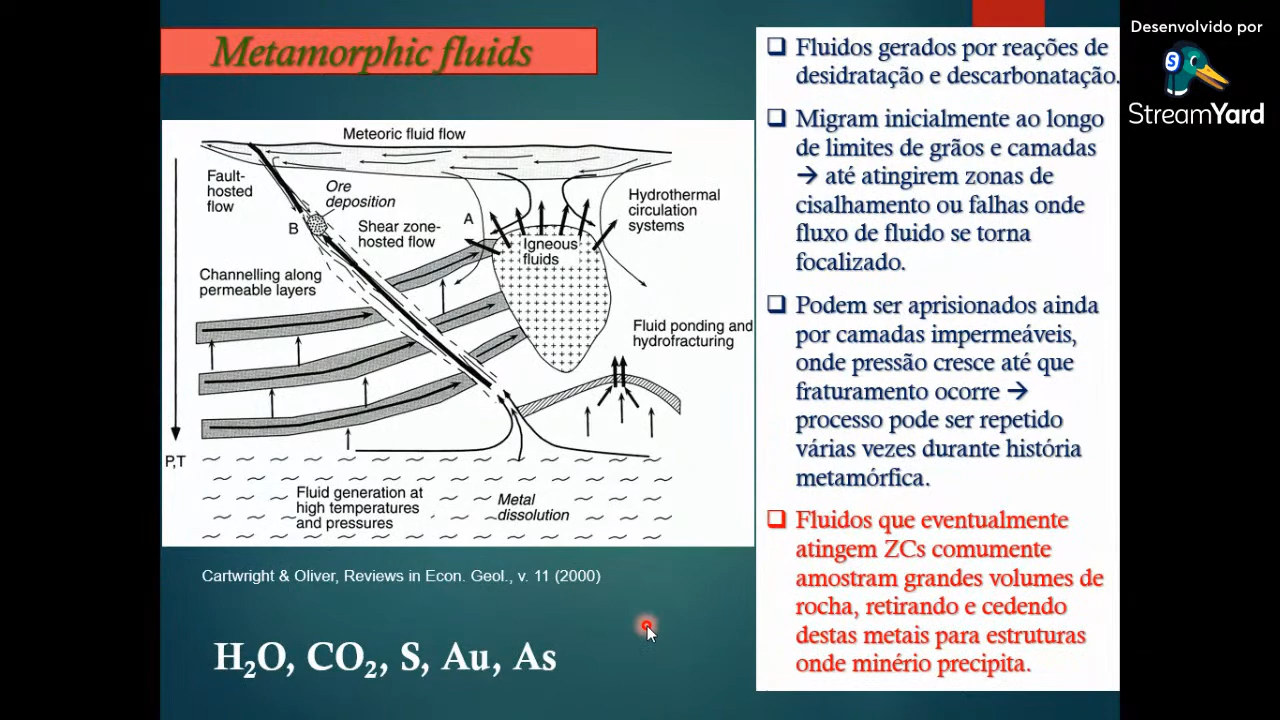 Metamorphic fluids
Meteoric fluid flow
Fault-
hosted
flow
Ore
deposition
B
Shear zone-
hosted flow
A
Igneous
fluids
Hydrothermal
circulation
systems
Channelling along
permeable layers
Fluid ponding and
hydrofracturing
P,T
Fluid generation at
high temperatures
and pressures
Metal
dissolution
Cartwright & Oliver, Reviews in Econ. Geol., v. 11 (2000)
H₂O, CO₂, S, Au, As
Fluidos gerados por reações de
desidratação e descarbonatação.
Migram inicialmente ao longo
de limites de grãos e camadas
→ até atingirem zonas de
cisalhamento ou falhas onde
fluxo de fluido se torna
focalizado.
Podem ser aprisionados ainda
por camadas impermeáveis,
onde pressão cresce até que
fraturamento ocorre →
processo pode ser repetido
várias vezes durante história
metamórfica.
Fluidos que eventualmente
atingem ZCs comumente
amostram grandes volumes de
rocha, retirando e cedendo
destas metais para estruturas
onde minério precipita.
Desenvolvido por
S
StreamYard